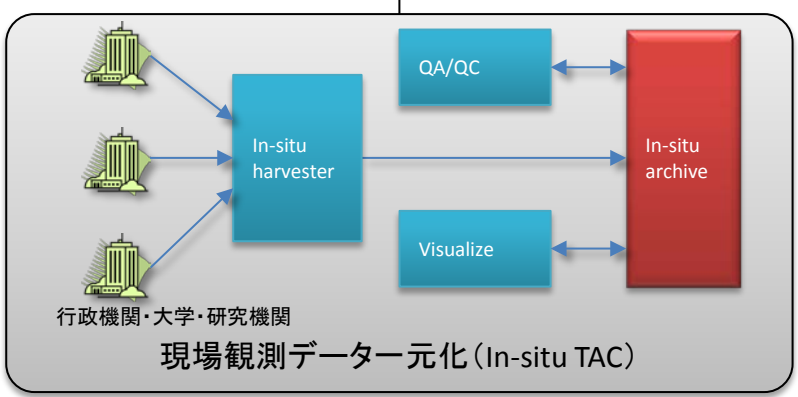 QA/QC
In-situ
harvester
In-situ
archive
Visualize
行政機関・大学・研究機関
現場観測データ一元化（In-situ TAC）